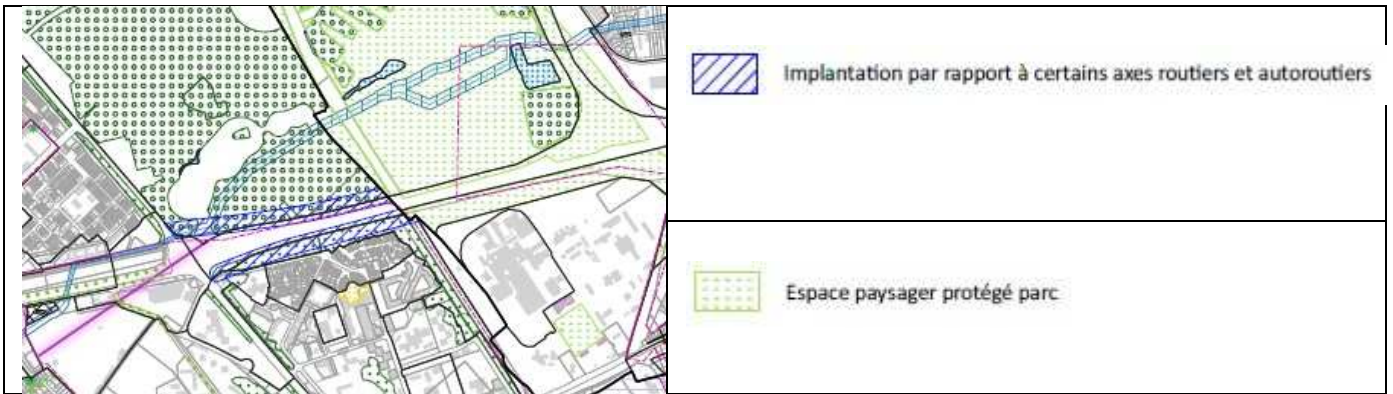 Implantation par rapport à certains axes routiers et autoroutiers
Espace paysager protégé parc